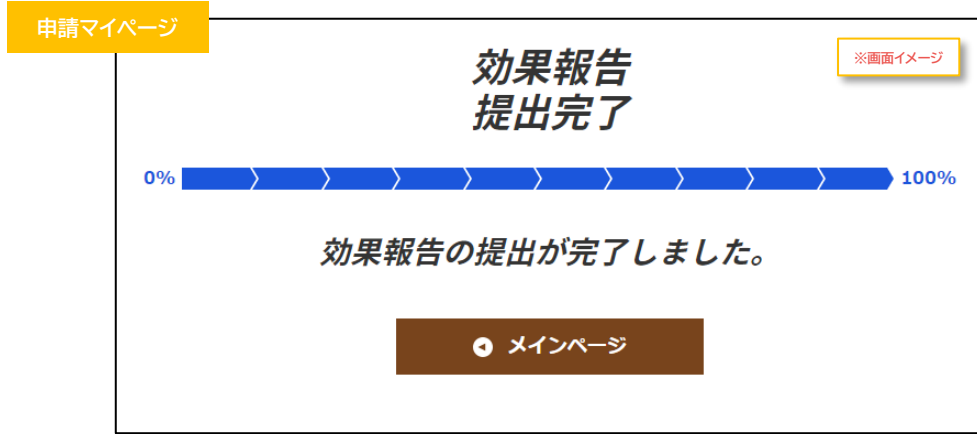 申請マイページ
※画面イメージ
効果報告
提出完了
0%
100%
効果報告の提出が完了しました。
メインページ